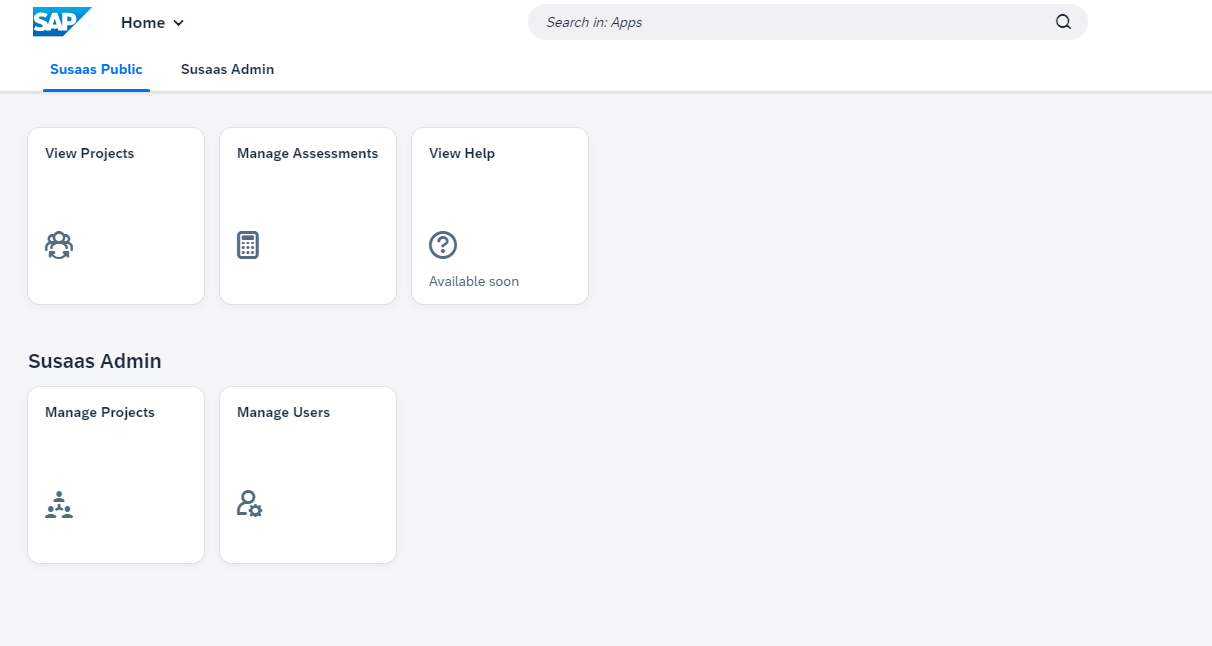 SAP
Home
Search in: Apps
Susaas Public
Susaas Admin
View Projects
Manage Assessments
View Help
Available soon
Susaas Admin
Manage Projects
Manage Users